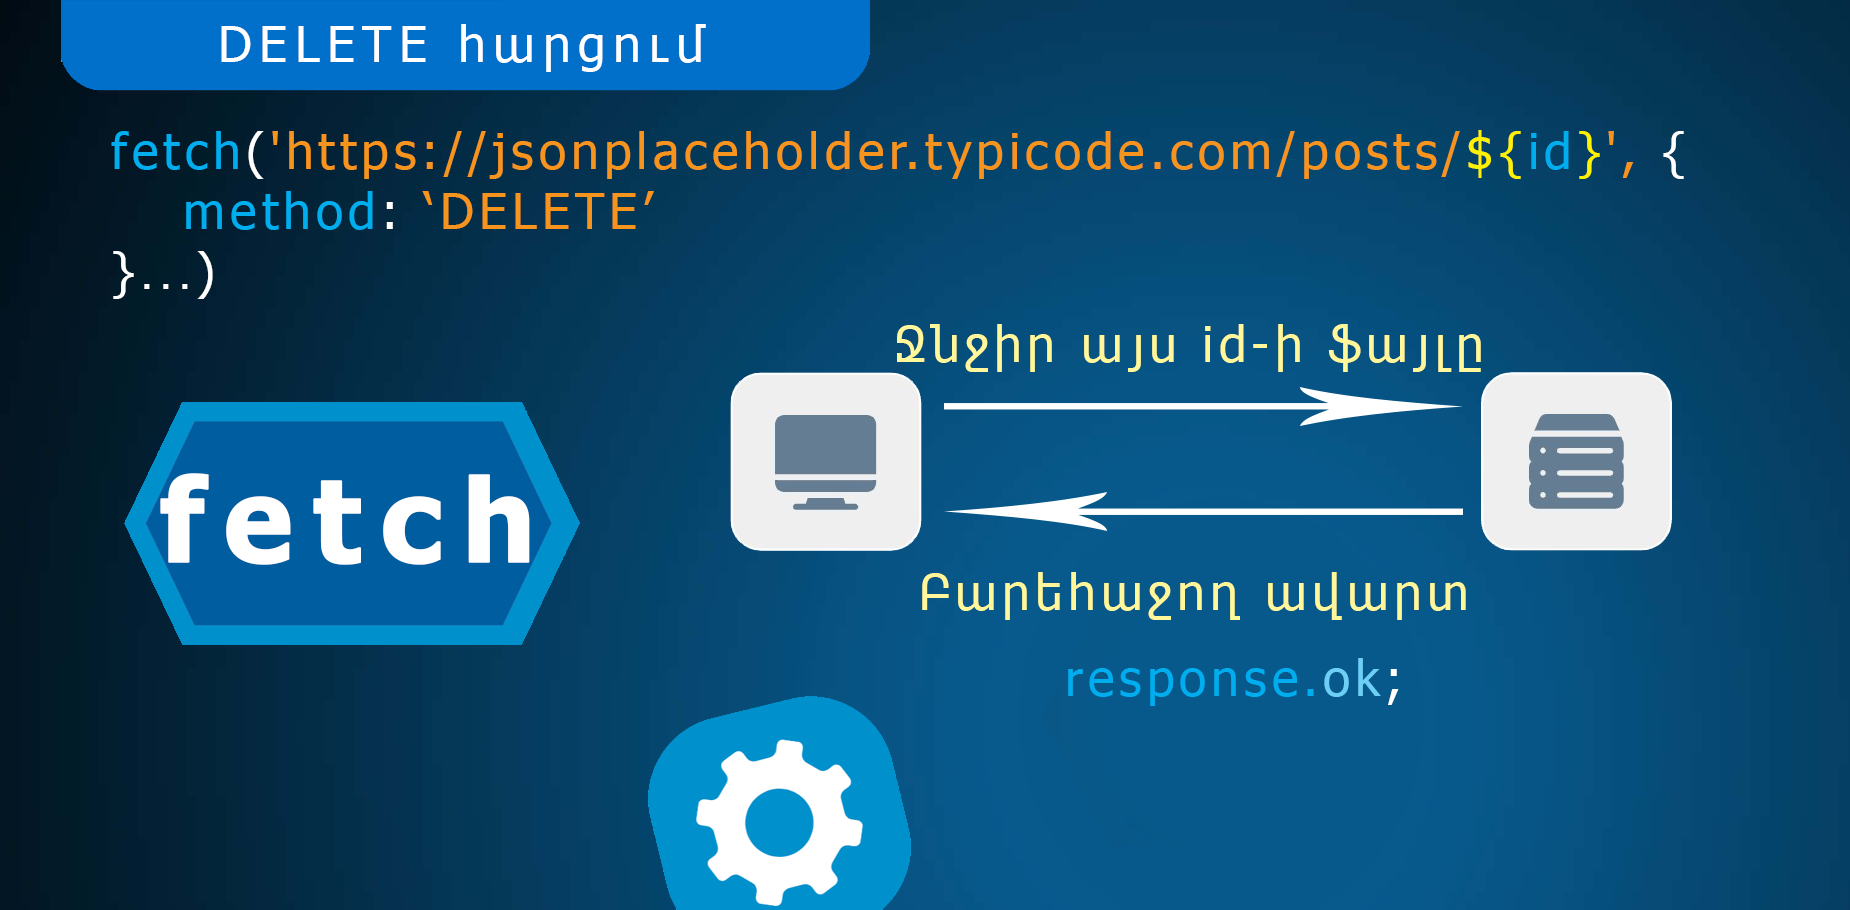 DELETE հարցում
fetch('https://jsonplaceholder.typicode.com/posts/${id}', {
method: ‘DELETE’
}...)
Ջնջիր այս id-ի ֆայլը
fetch
Բարեհաջող ավարտ
response.ok;